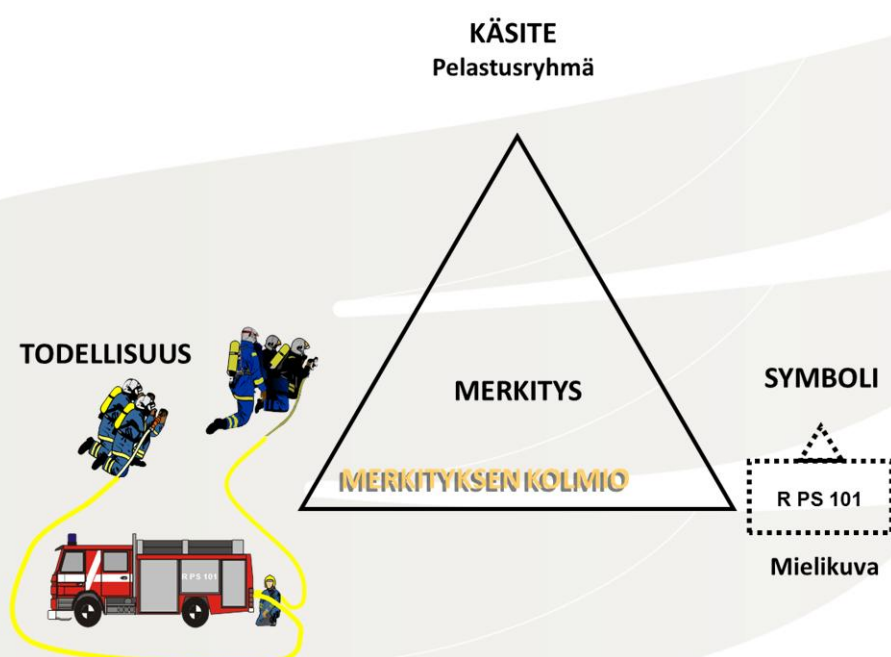 KÄSITE
Pelastusryhmä
TODELLISUUS
MERKITYS
SYMBOLI
MERKITYKSEN KOLMIO
R PS 101
R PS 101
Mielikuva